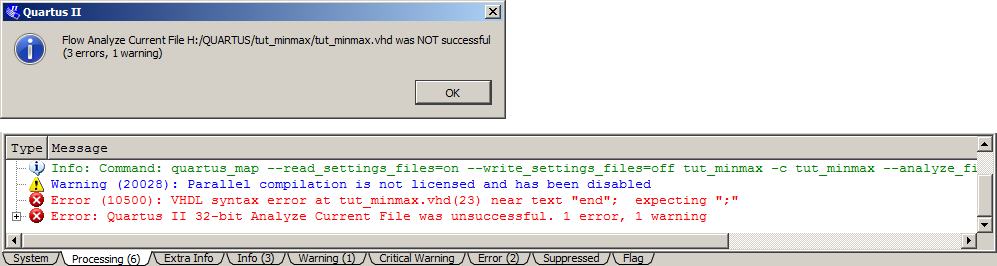 Quartus II
Flow Analyze Current File H:/QUARTUS/tut_minmax/tut_minmax.vhd was NOT successful
(3 errors, 1 warning)
OK
Type Message
Info: Command: quartus_map --read_settings_files=on --write_settings_files=off tut_minmax -c tut_minmax --analyze_fi
Warning (20028): Parallel compilation is not licensed and has been disabled
Error (10500): VHDL syntax error at tut_minmax.vhd(23) near text "end";  expecting ";"
Error: Quartus II 32-bit Analyze Current File was unsuccessful. 1 error, 1 warning
System Processing (6) Extra Info Info (3) Warning (1) Critical Warning Error (2) Suppressed Flag